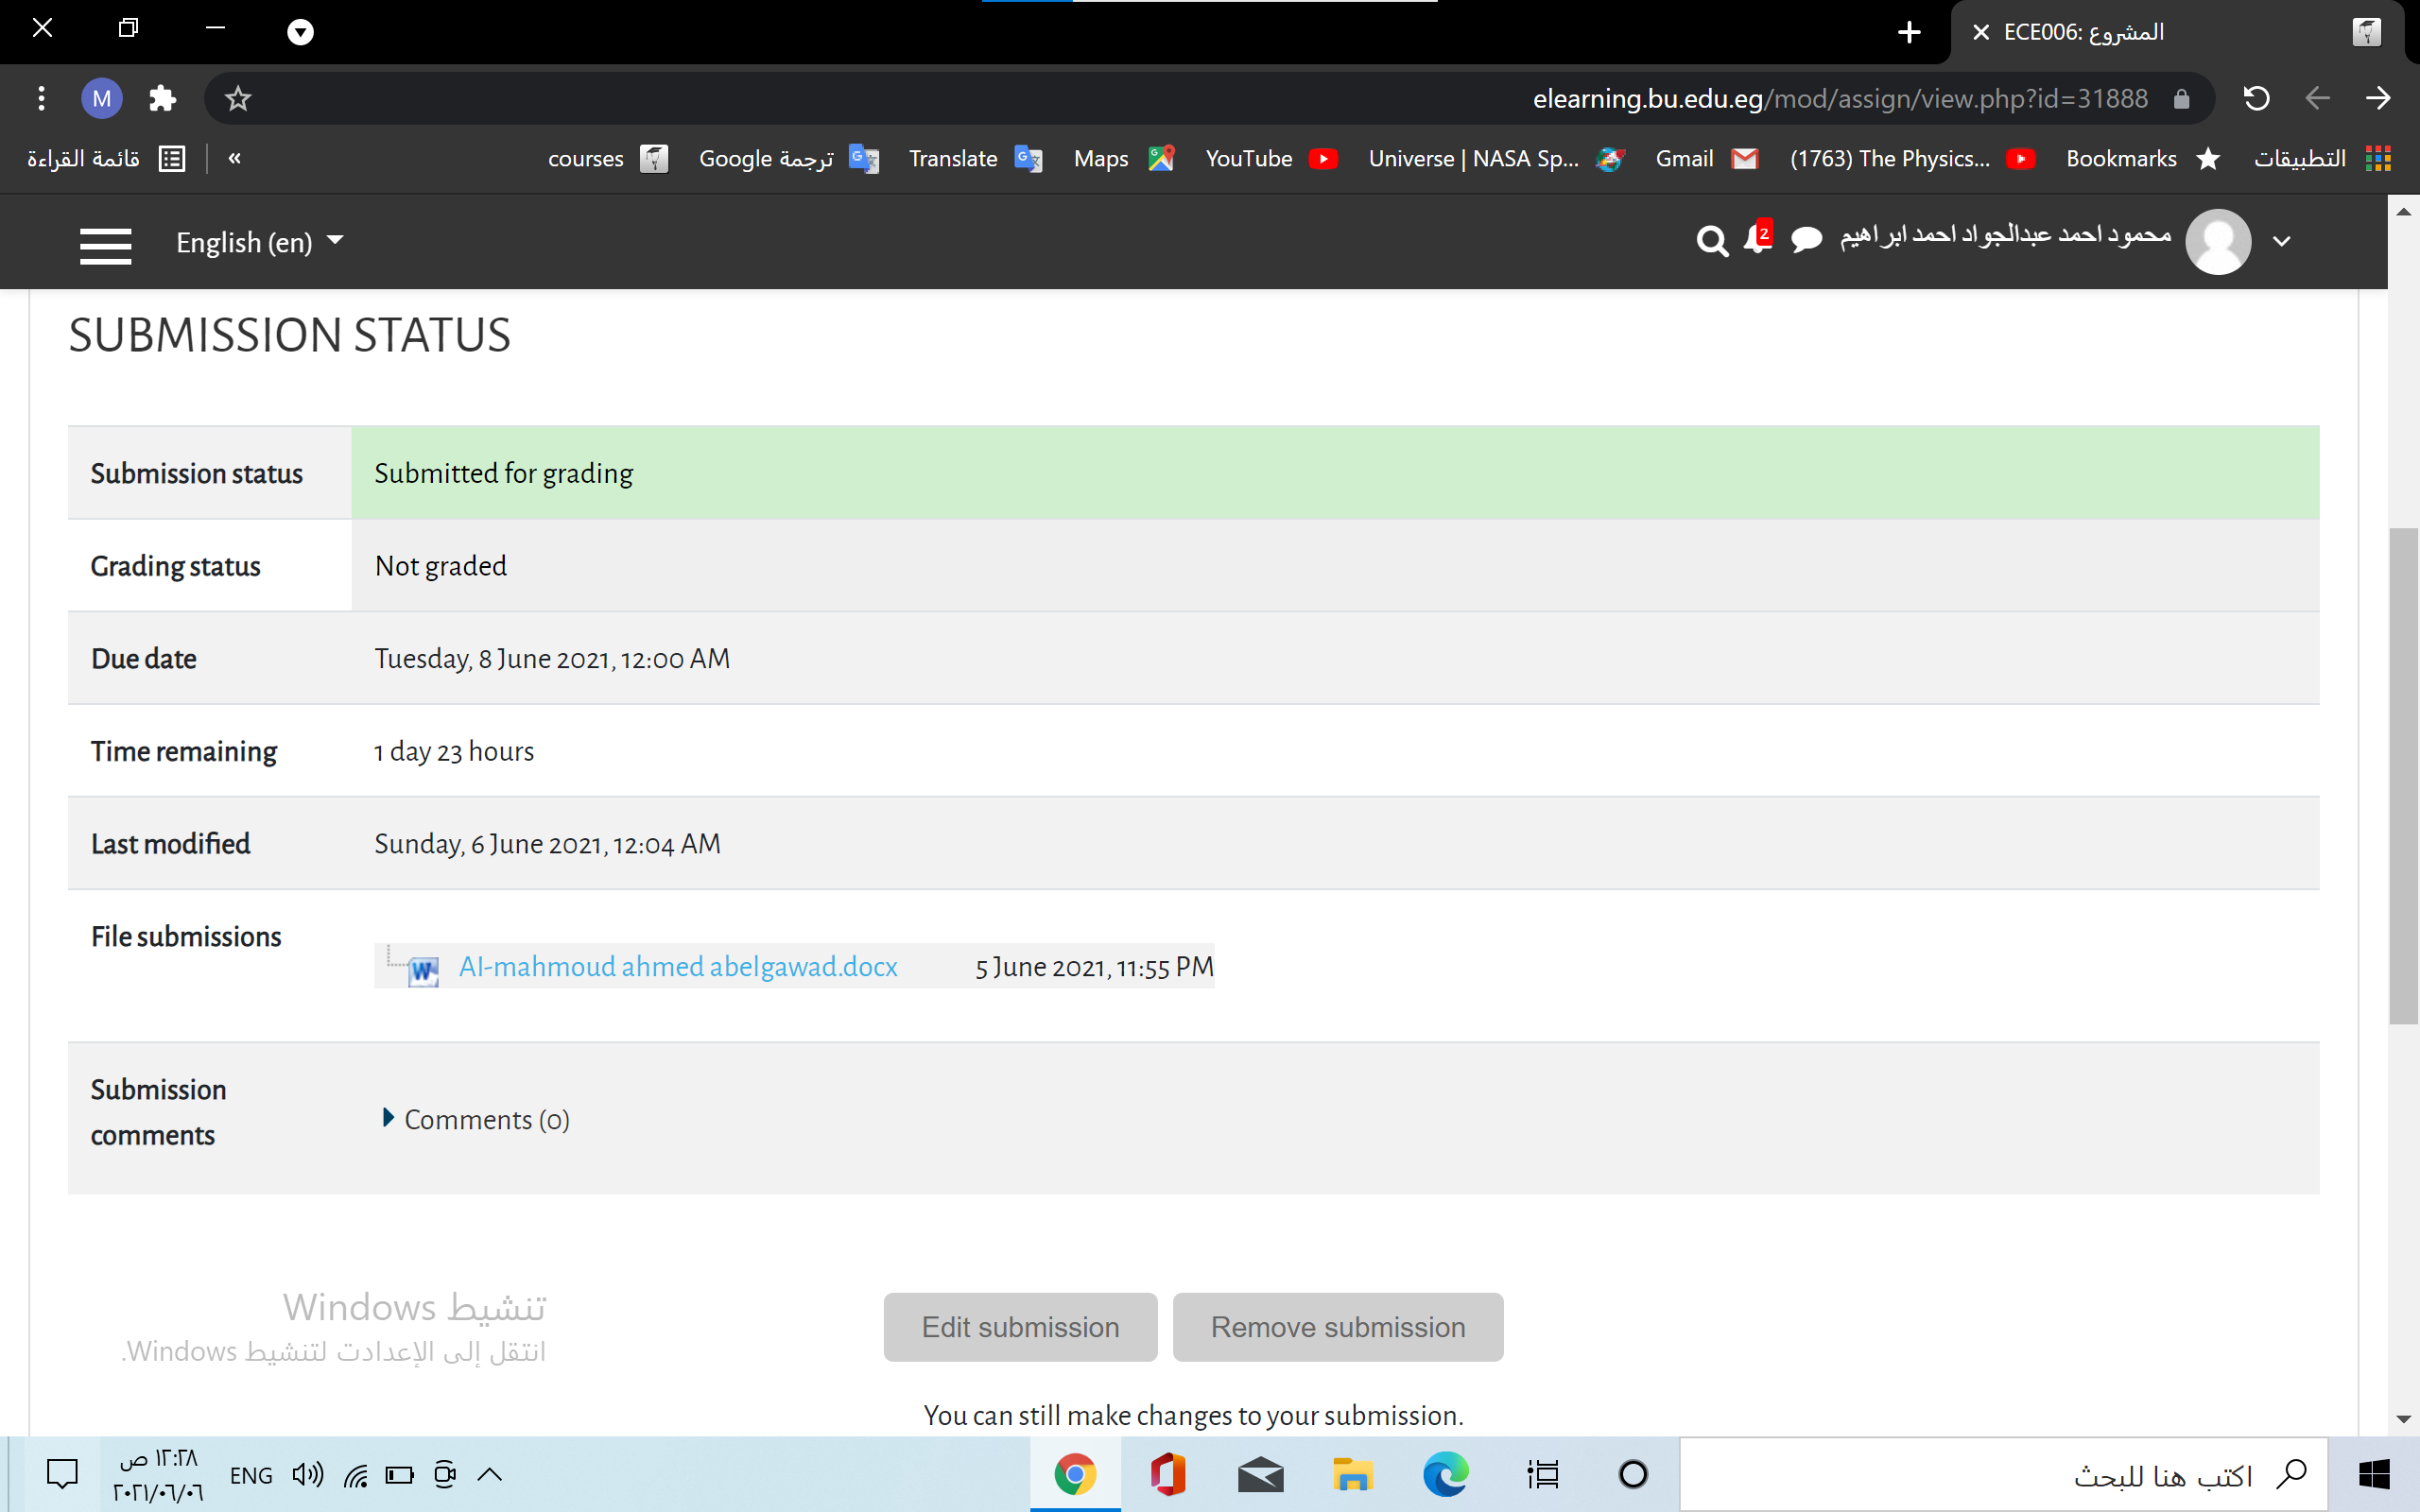 ECE006: المشروع
elearning.bu.edu.eg/mod/assign/view.php?id=31888
M
التطبيقات
Bookmarks
(1763) The Physics...
Gmail
Universe | NASA Sp...
YouTube
Maps
Translate
ترجمة Google
courses
»
قائمة القراءة
English (en)
2
محمود احمد عبدالجواد احمد ابراهيم
SUBMISSION STATUS
Submission status Submitted for grading
Grading status Not graded
Due date Tuesday, 8 June 2021, 12:00 AM
Time remaining 1 day 23 hours
Last modified Sunday, 6 June 2021, 12:04 AM
File submissions
AI-mahmoud ahmed abelgawad.docx 5 June 2021, 11:55 PM
Submission
comments
Comments (0)
Edit submission Remove submission
You can still make changes to your submission.
تنشيط Windows
انتقل إلى الإعدادت لتنشيط Windows.
اكتب هنا للبحث
ENG
١٢:٢٨ ص
٢٠٢١/٠٦/٠٦